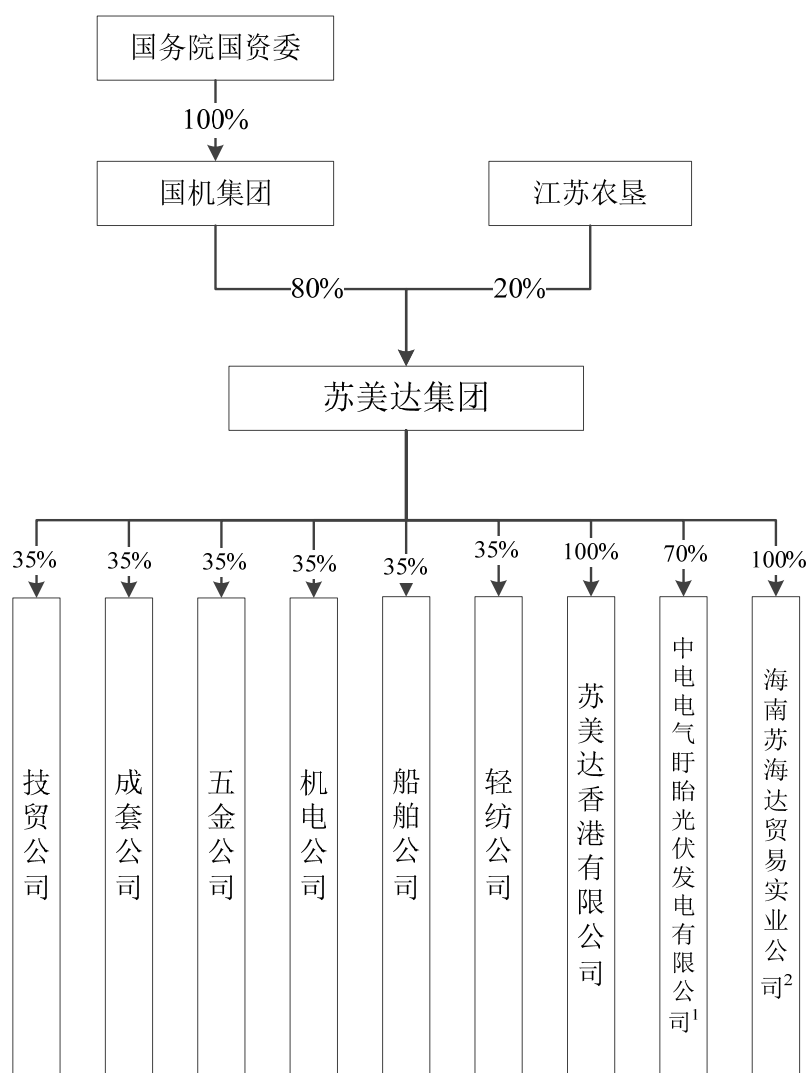 国务院国资委
100%
国机集团
江苏农垦
80%
20%
苏美达集团
35%
35%
35%
35%
35%
35%
100%
70%
100%
技贸公司
成套公司
五金公司
机电公司
船舶公司
轻纺公司
苏美达香港有限公司
中电电气盱眙光伏发电有限公司1
海南苏海达贸易实业公司2